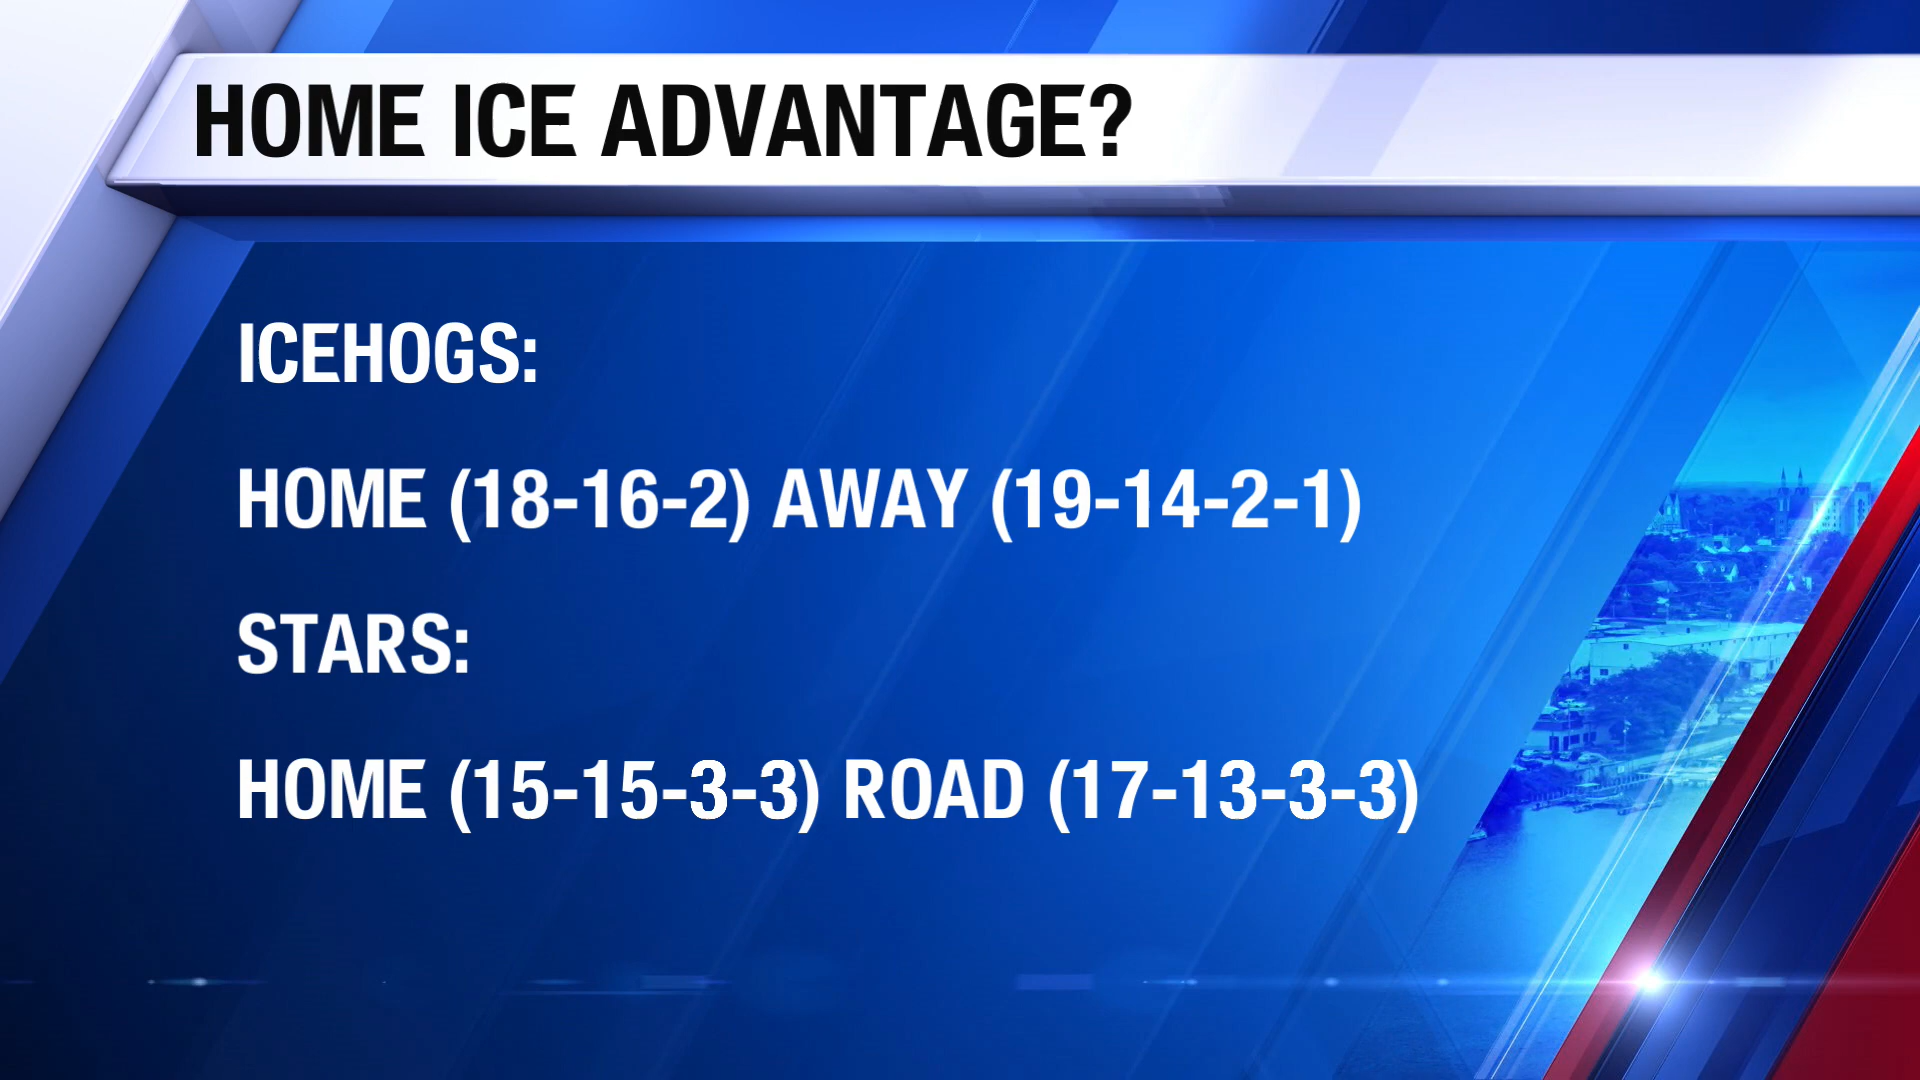 HOME ICE ADVANTAGE?
ICEHOGS:
HOME (18-16-2) AWAY (19-14-2-1)
STARS:
HOME (15-15-3-3) ROAD (17-13-3-3)